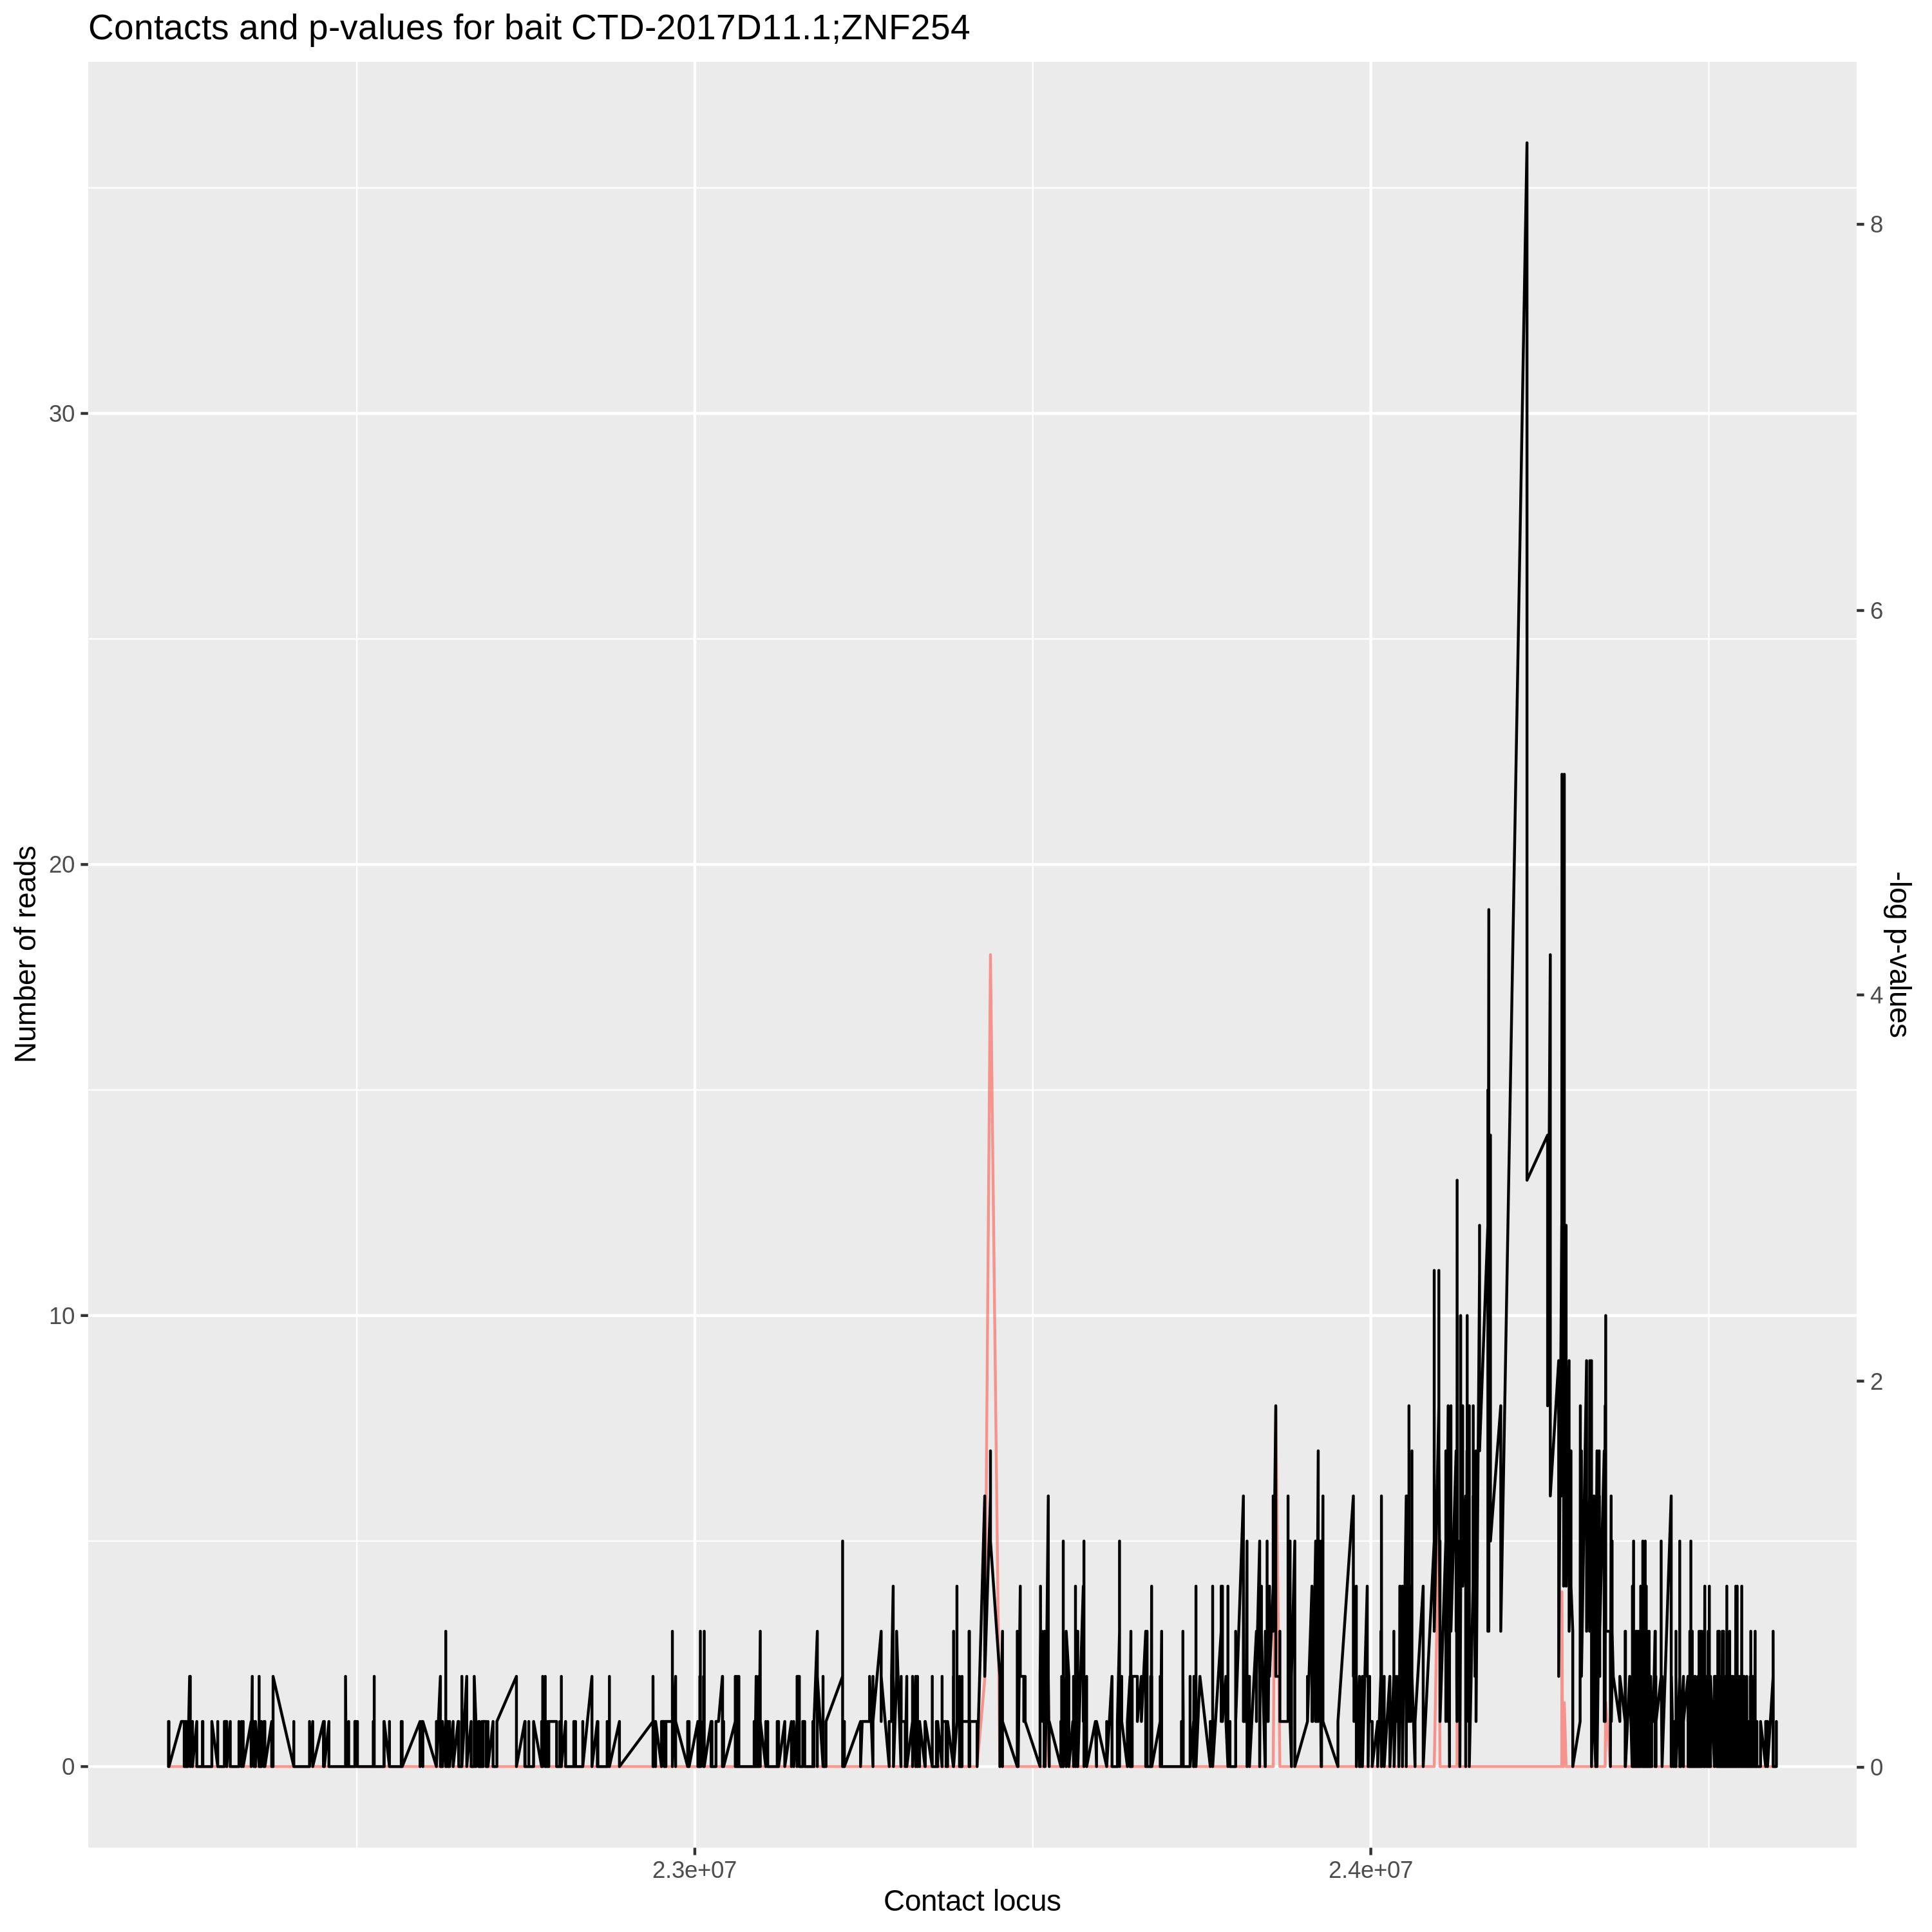 Contacts and p-values for bait CTD-2017D11.1;ZNF254
30
20
10
0
Number of reads
8
6
4
2
0
-log p-values
2.3e+07
2.4e+07
Contact locus